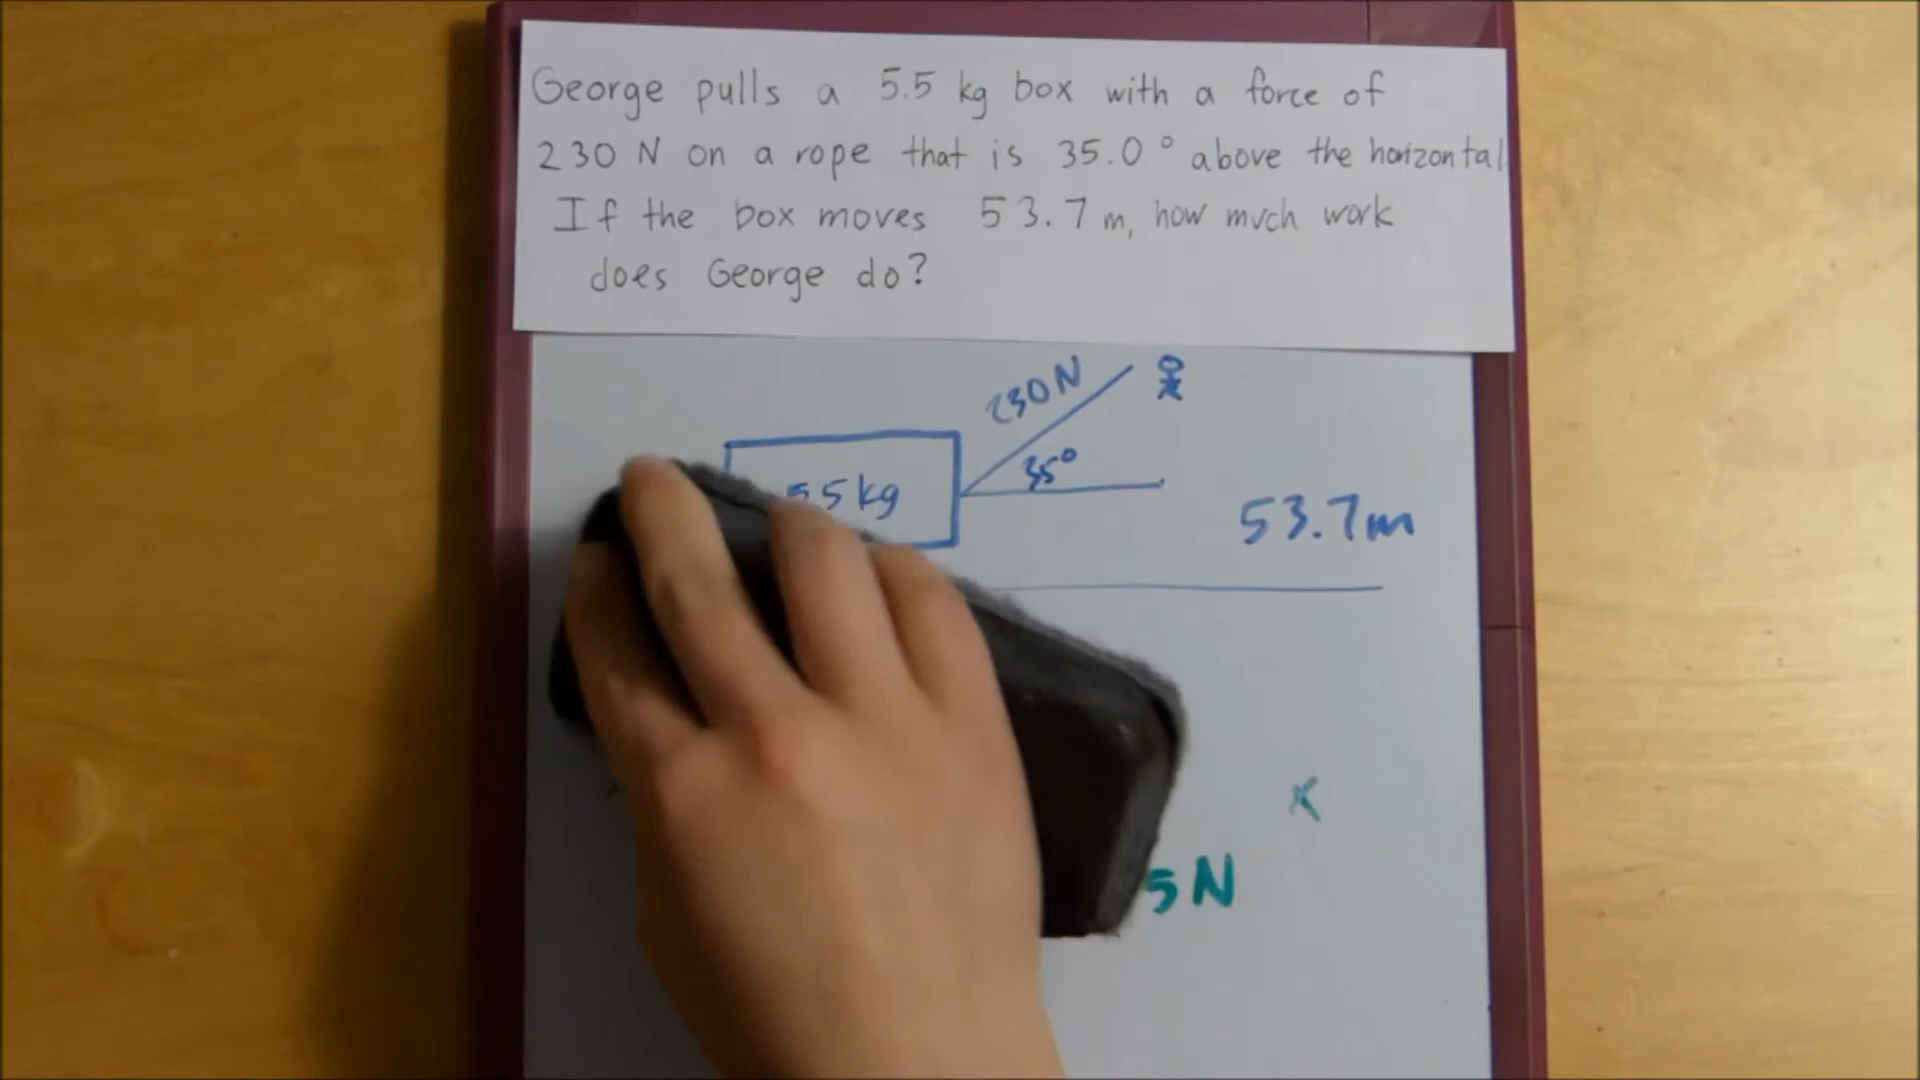 George pulls a 5.5 kg box with a force of
230 N on a rope that is 35.0° above the horizontal
If the box moves 53.7 m, how much work
does George do?
230N
35°
55kg
53.7m
x
5N